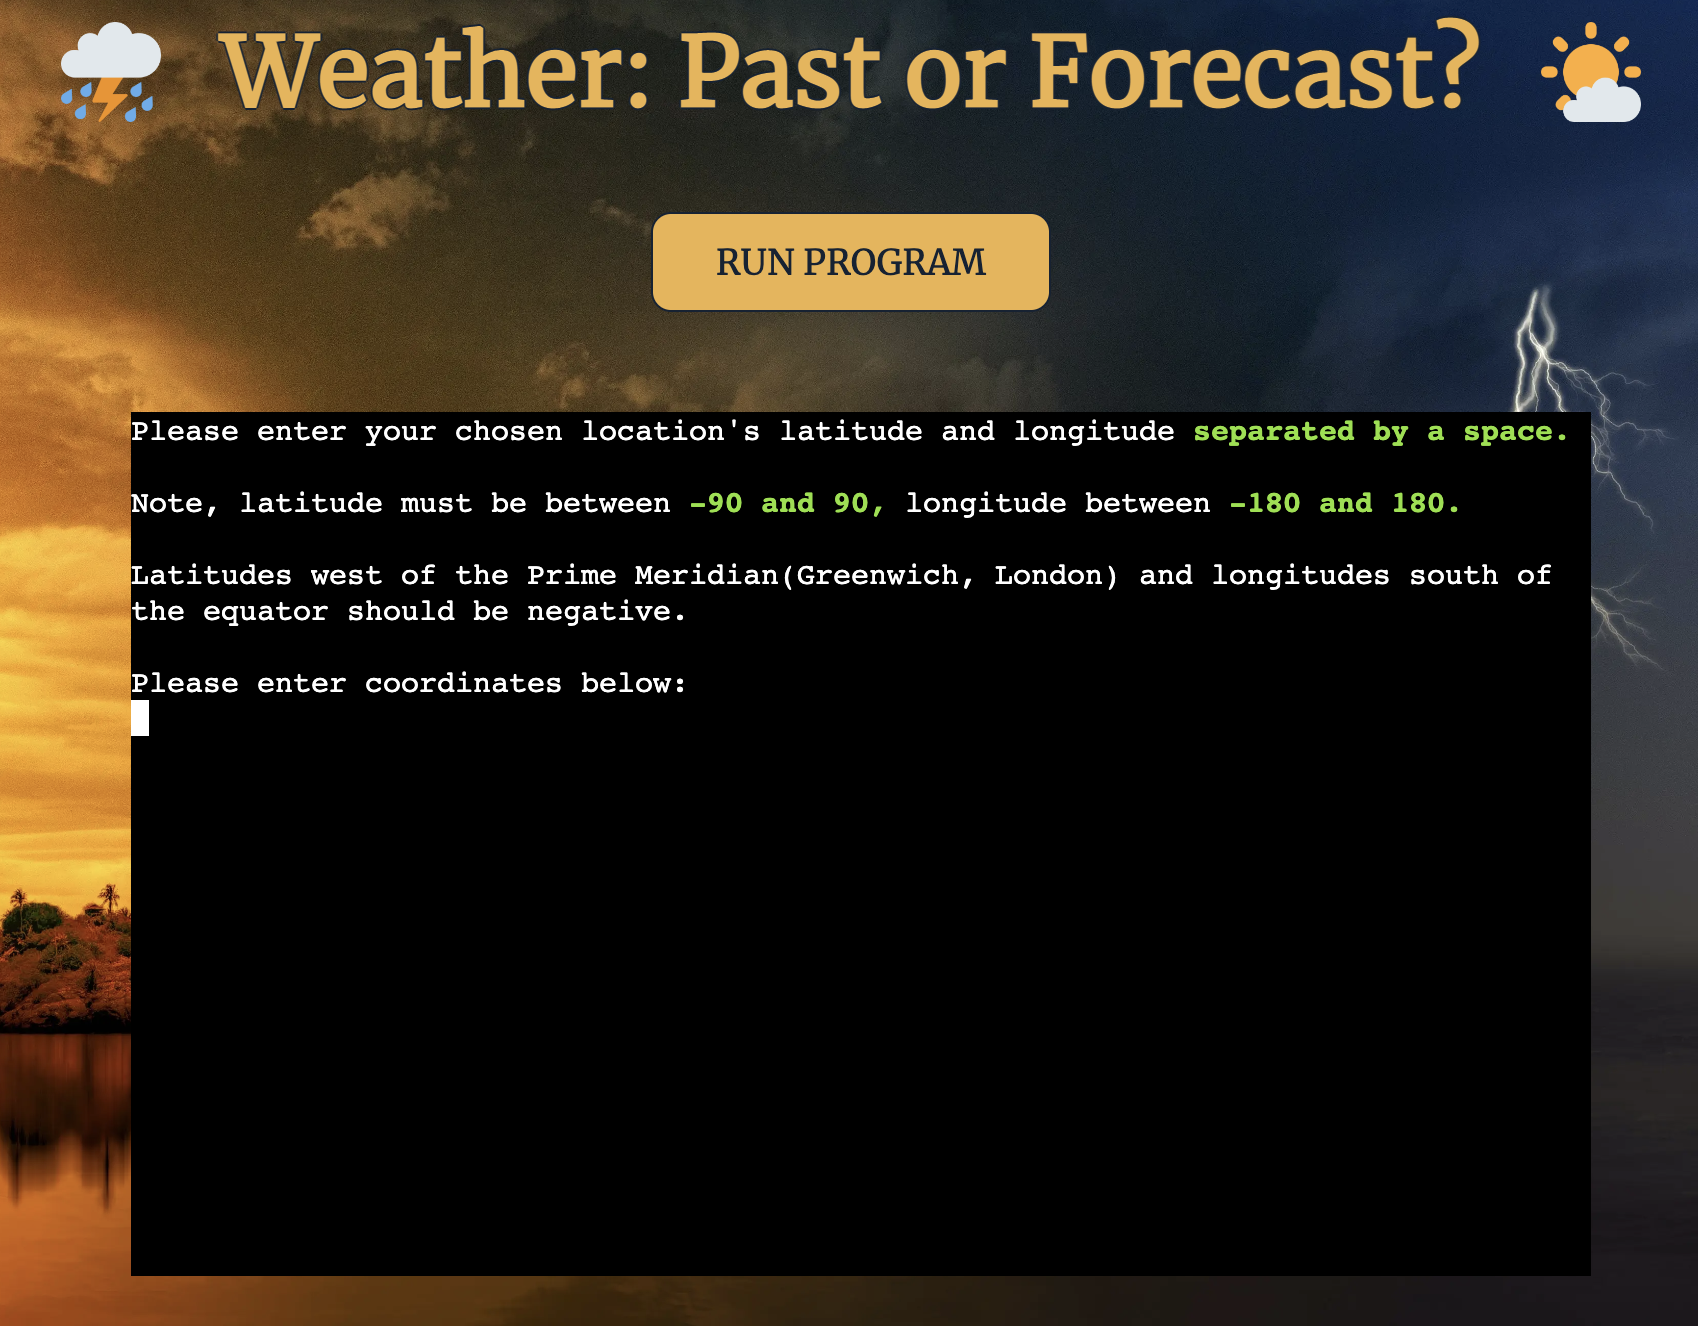 Weather: Past or Forecast?
RUN PROGRAM
Please enter your chosen location's latitude and longitude separated by a space.
Note, latitude must be between -90 and 90, longitude between -180 and 180.
Latitudes west of the Prime Meridian(Greenwich, London) and longitudes south of
the equator should be negative.
Please enter coordinates below: